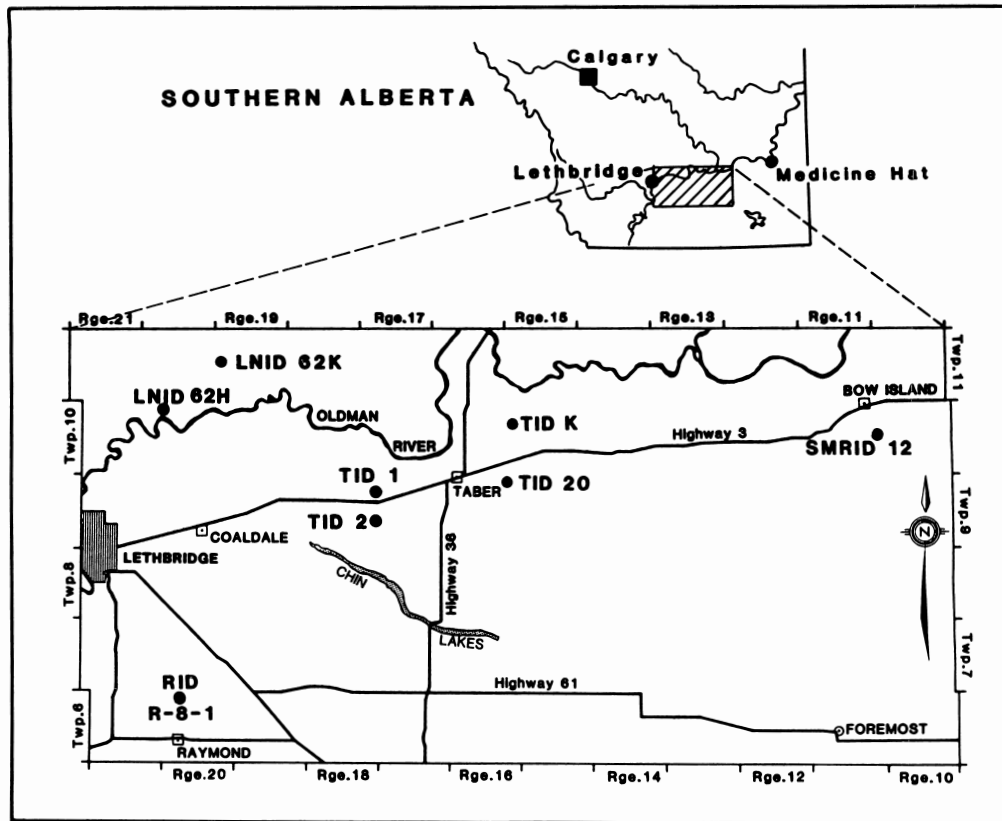 Calgary
SOUTHERN ALBERTA
Lethbridge
Medicine Hat
Rge.21
Rge.19
Rge.17
Rge.15
Rge.13
Rge.11
Twp.11
LNID 62K
LNID 62H
BOW ISLAND
OLDMAN
Twp.10
TID K
Highway 3
RIVER
SMRID 12
TID 1
TABER
TID 20
Twp.9
TID 2
N
COALDALE
LETHBRIDGE
Twp.8
CHIN
Highway 36
LAKES
Twp.7
RID
R-8-1
Highway 61
Twp.6
FOREMOST
RAYMOND
Rge.20
Rge.18
Rge.16
Rge.14
Rge.12
Rge.10